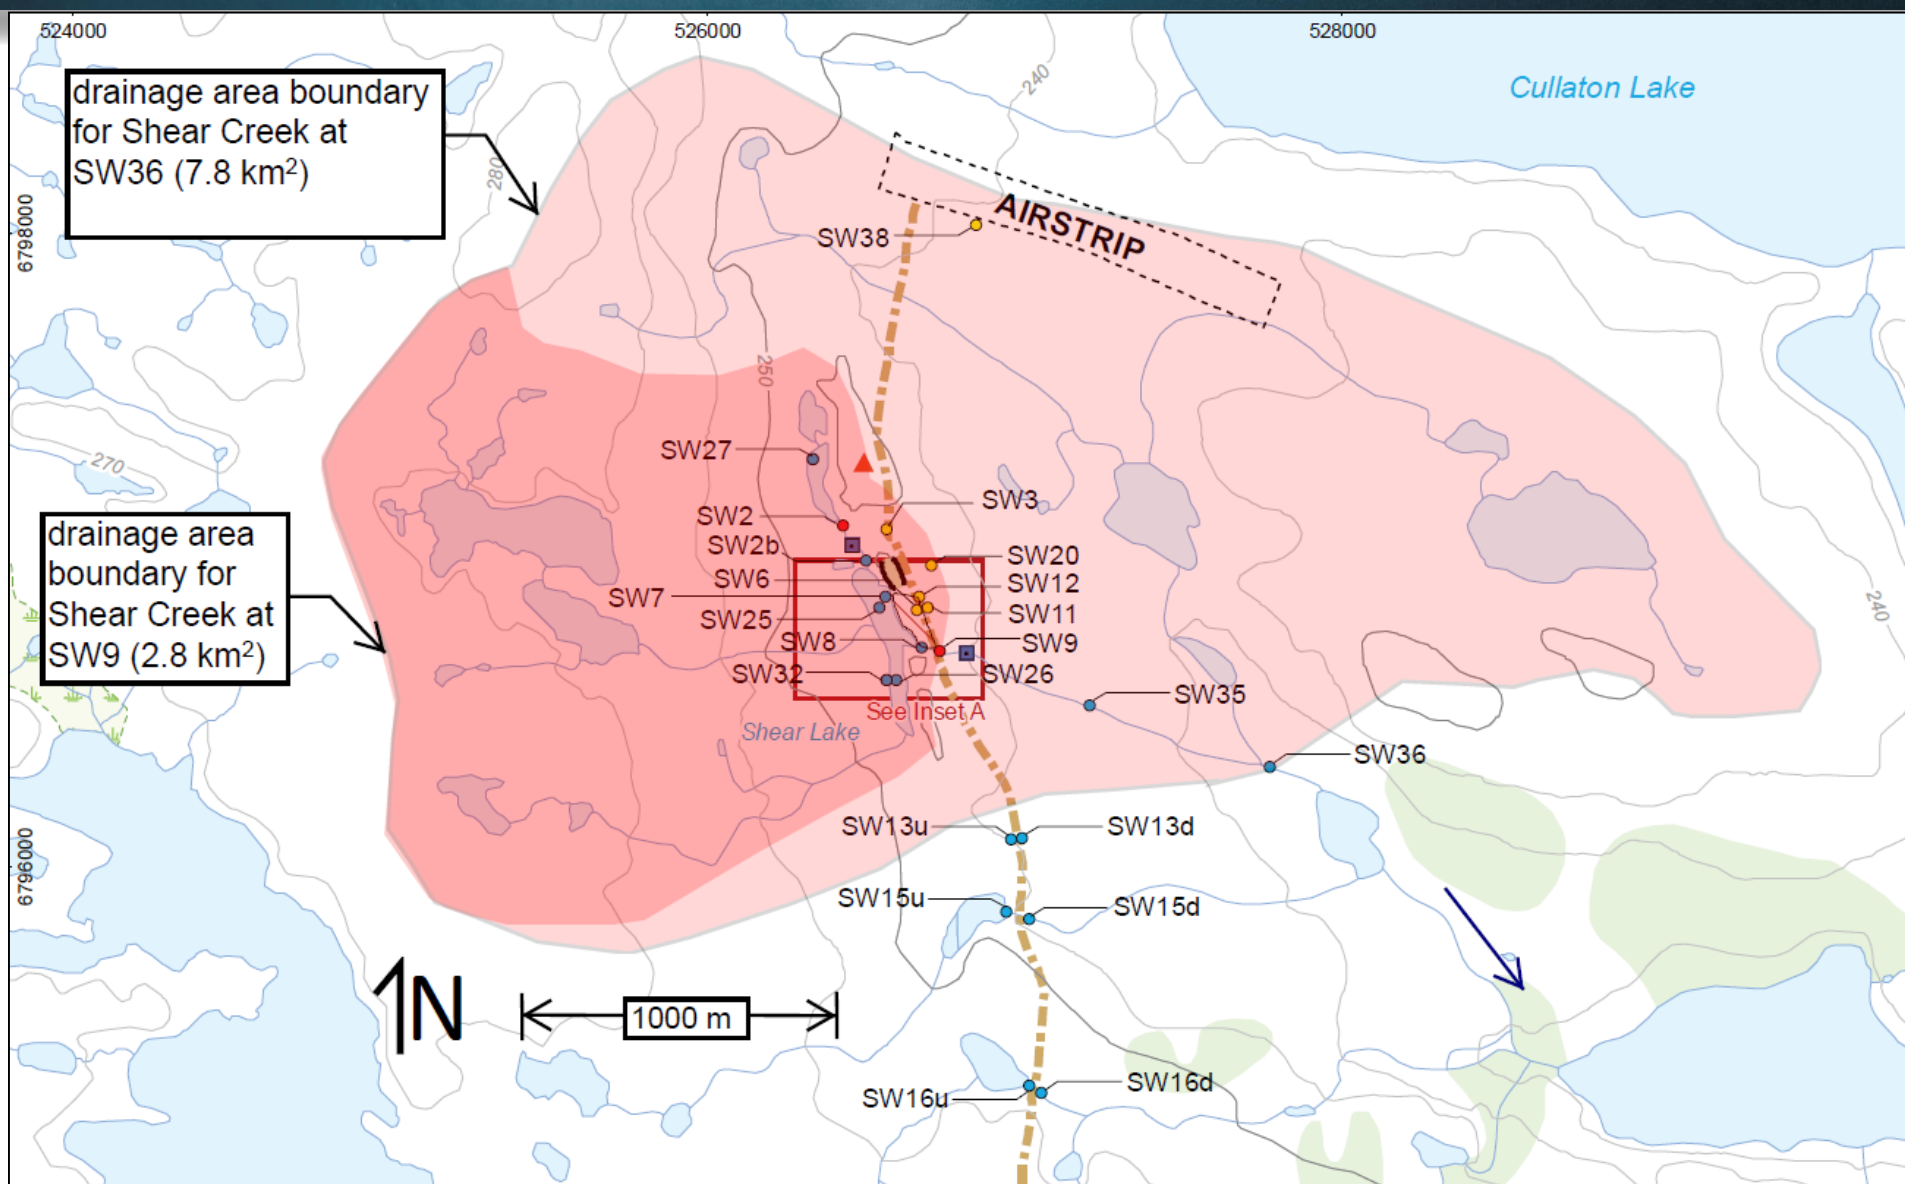 524000
526000
528000
Cullaton Lake
240
drainage area boundary
for Shear Creek at
SW36 (7.8 km²)
280
6798000
AIRSTRIP
SW38
250
270
SW27
SW3
SW2
SW2b
SW20
SW6
SW12
SW7
SW11
SW25
SW8
SW9
SW32
SW26
240
drainage area
boundary for
Shear Creek at
SW9 (2.8 km²)
See Inset A
SW35
Shear Lake
SW36
6796000
SW13u
SW13d
SW15u
SW15d
N
1000 m
SW16u
SW16d